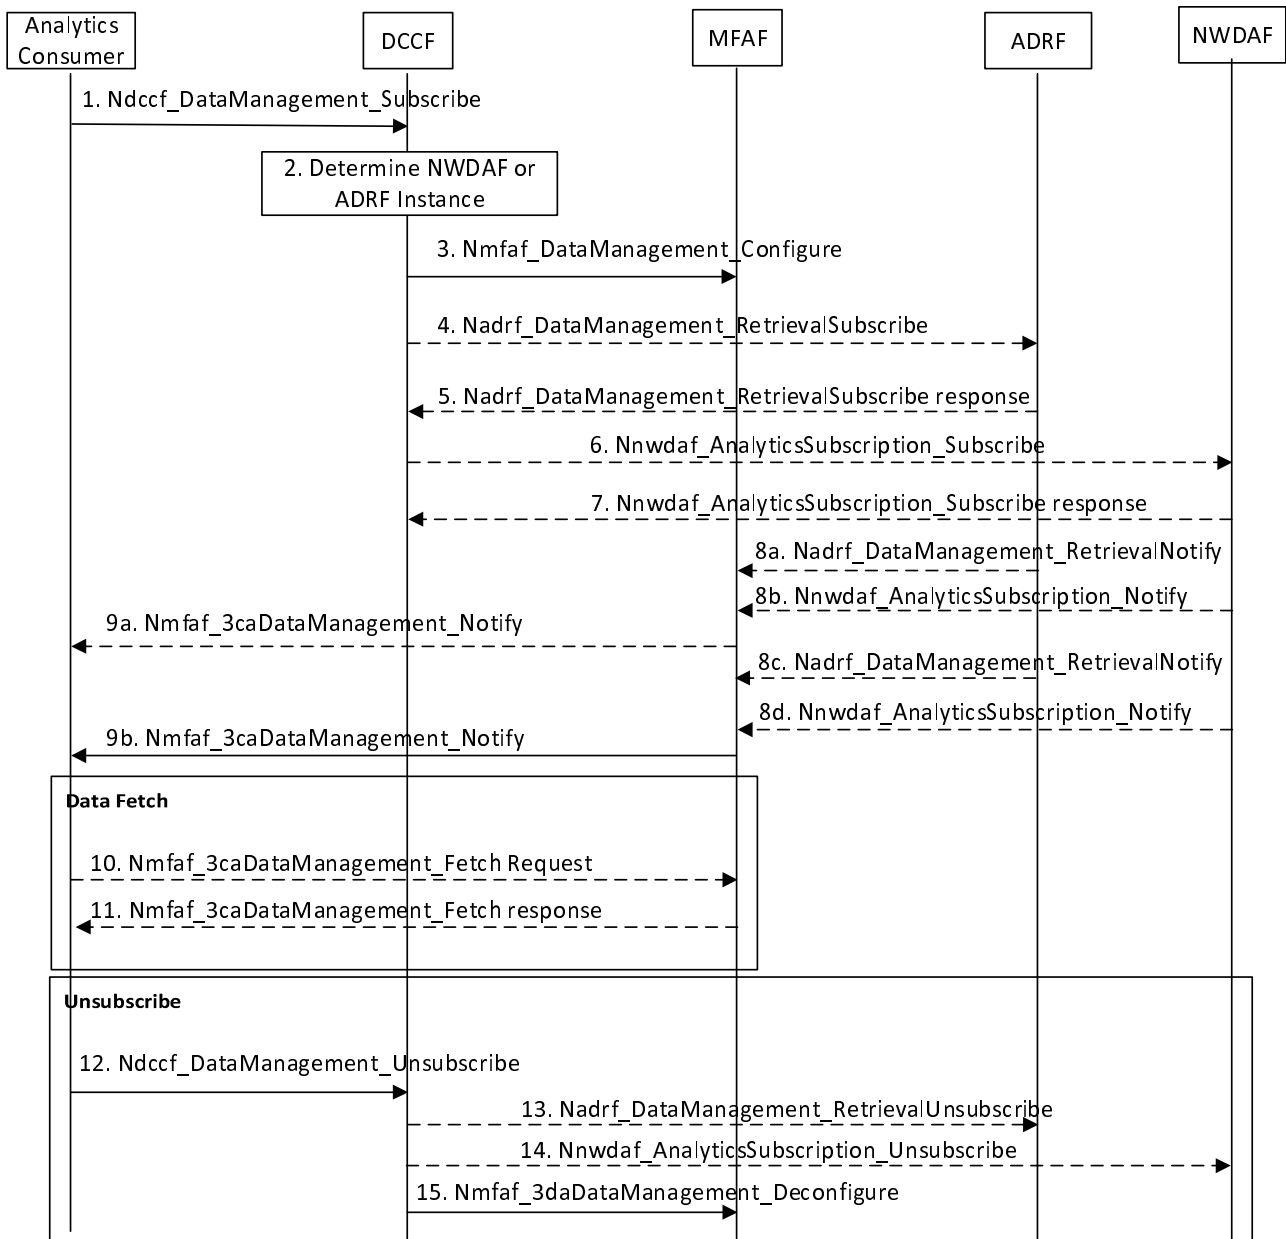 Analytics
Consumer
DCCF
MFAF
ADRF
NWDAF
1. Ndccf_DataManagement_Subscribe
2. Determine NWDAF or
ADRF Instance
3. Nmfaf_DataManagement_Configure
4. Nadrf_DataManagement_RetrievalSubscribe
5. Nadrf_DataManagement_RetrievalSubscribe response
6. Nnwdaf_AnalyticsSubscription_Subscribe
7. Nnwdaf_AnalyticsSubscription_Subscribe response
8a. Nadrf_DataManagement_RetrievalNotify
8b. Nnwdaf_AnalyticsSubscription_Notify
9a. Nmfaf_3caDataManagement_Notify
8c. Nadrf_DataManagement_RetrievalNotify
8d. Nnwdaf_AnalyticsSubscription_Notify
9b. Nmfaf_3caDataManagement_Notify
Data Fetch
10. Nmfaf_3caDataManagement_Fetch Request
11. Nmfaf_3caDataManagement_Fetch response
Unsubscribe
12. Ndccf_DataManagement_Unsubscribe
13. Nadrf_DataManagement_RetrievalUnsubscribe
14. Nnwdaf_AnalyticsSubscription_Unsubscribe
15. Nmfaf_3daDataManagement_Deconfigure